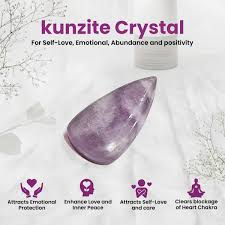 kunzite Crystal
For Self-Love, Emotional, Abundance and positivity
Attracts Emotional
Protection
Enhance Love and
Inner Peace
Attracts Self-Love
and care
Clears blockage
of Heart Chakra